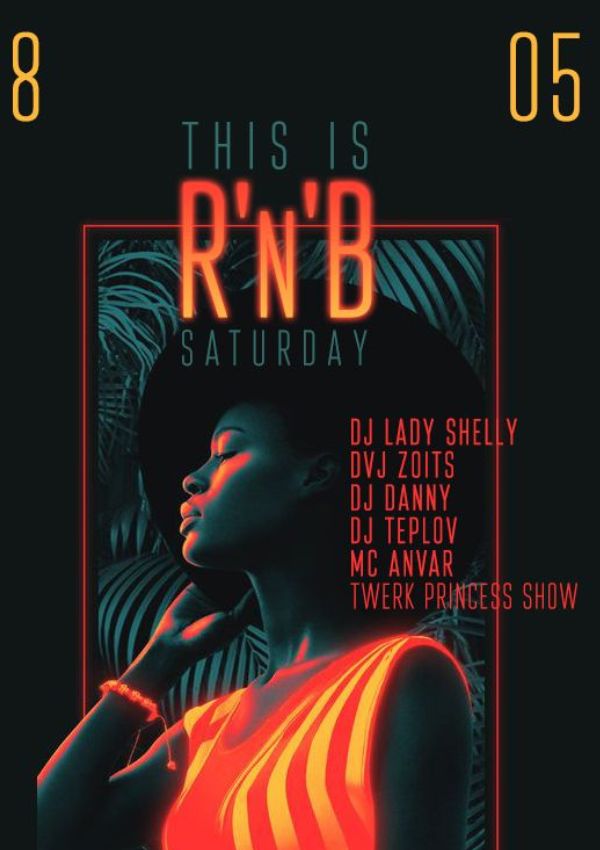 8 05
THIS IS
R'N'B
SATURDAY
DJ LADY SHELLY
DVJ ZOITS
DJ DANNY
DJ TEPLOV
MC ANVAR
TWERK PRINCESS SHOW